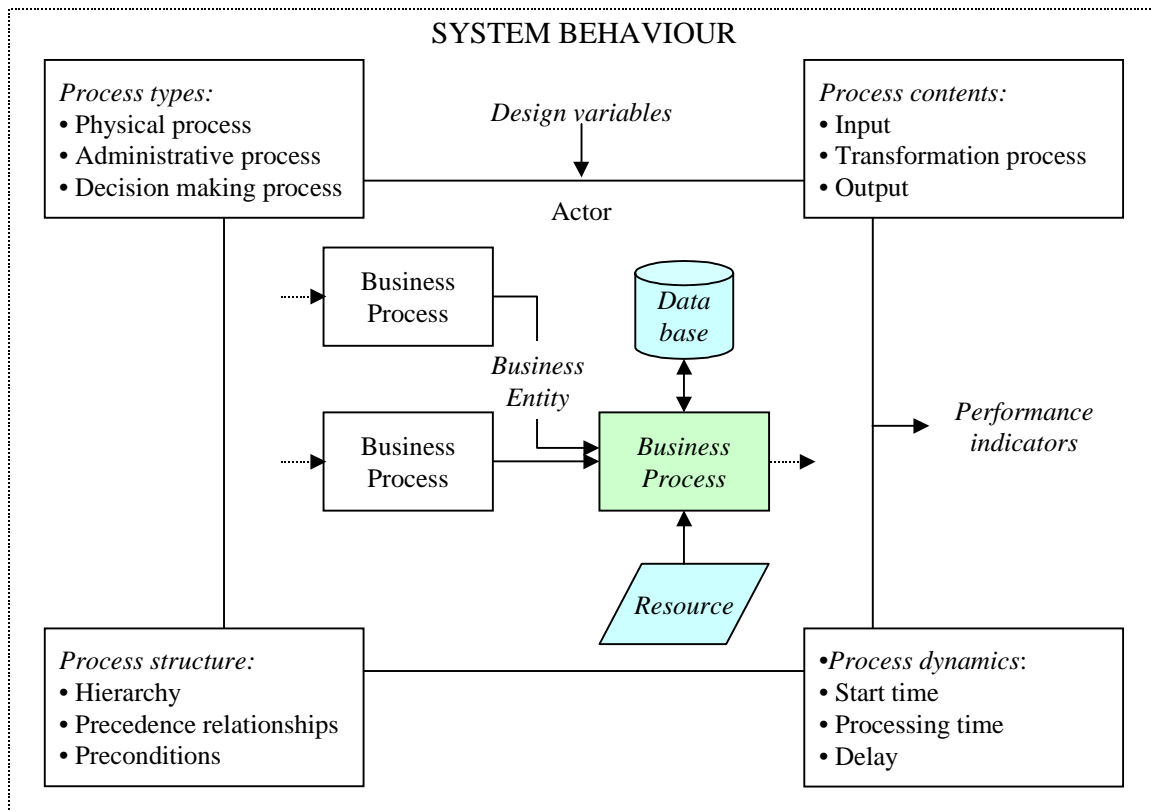 SYSTEM BEHAVIOUR
Process types:
• Physical process
• Administrative process
• Decision making process
Design variables
Process contents:
• Input
• Transformation process
• Output
Actor
Business
Process
Data
base
Business
Entity
Business
Process
Business
Process
Performance
indicators
Resource
Process structure:
• Hierarchy
• Precedence relationships
• Preconditions
•Process dynamics:
• Start time
• Processing time
• Delay